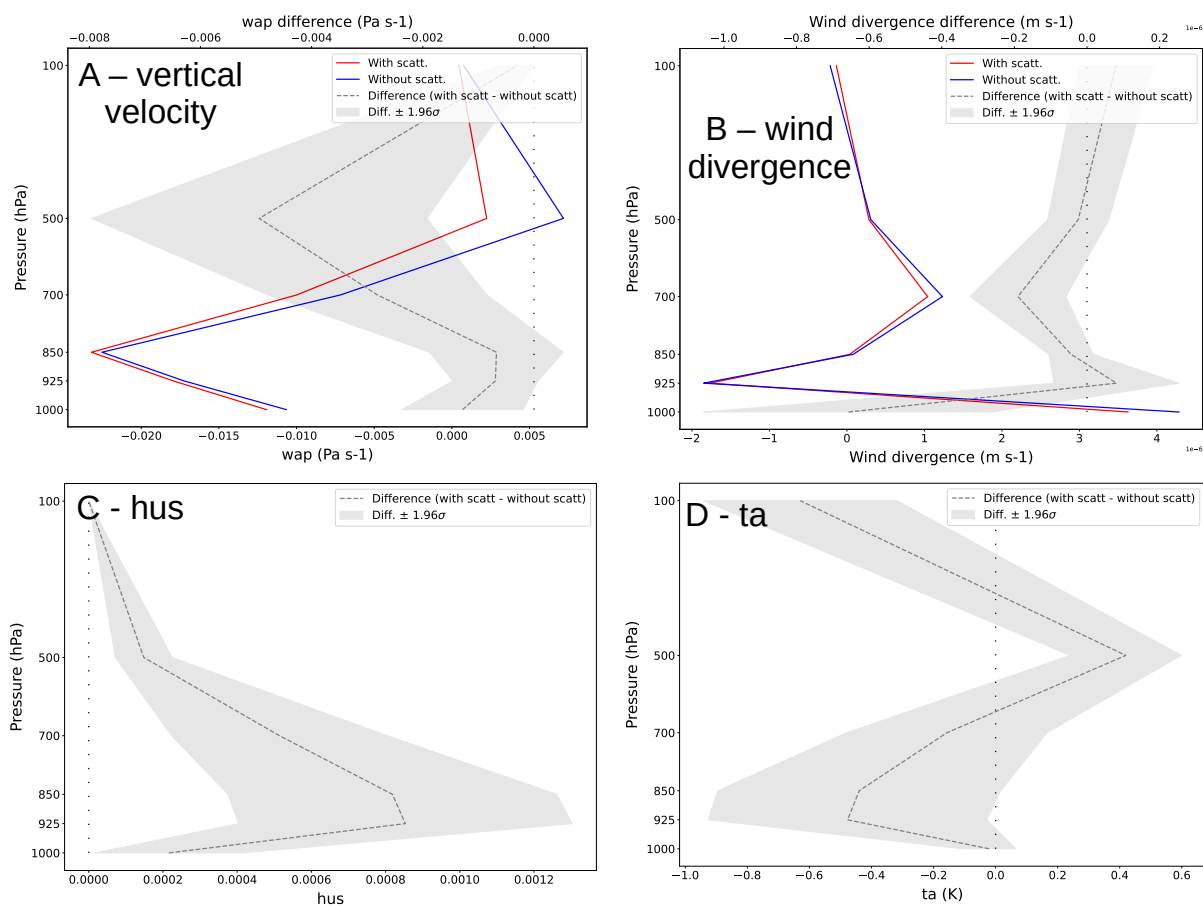 wap difference (Pa s-1)
−0.008 −0.006 −0.004 −0.002 0.000
A – vertical
velocity
With scatt.
Without scatt.
Difference (with scatt - without scatt)
Diff. ± 1.96σ
Pressure (hPa)
100
500
700
850
925
1000
−0.020 −0.015 −0.010 −0.005 0.000 0.005
wap (Pa s-1)
Wind divergence difference (m s-1)
1e−6
−1.0 −0.8 −0.6 −0.4 −0.2 0.0 0.2
B – wind
divergence
With scatt.
Without scatt.
Difference (with scatt - without scatt)
Diff. ± 1.96σ
Pressure (hPa)
100
500
700
850
925
1000
−2 −1 0 1 2 3 4
1e−6
Wind divergence (m s-1)
C - hus
Difference (with scatt - without scatt)
Diff. ± 1.96σ
Pressure (hPa)
100
500
700
850
925
1000
0.0000 0.0002 0.0004 0.0006 0.0008 0.0010 0.0012
hus
D - ta
Difference (with scatt - without scatt)
Diff. ± 1.96σ
Pressure (hPa)
100
500
700
850
925
1000
−1.0 −0.8 −0.6 −0.4 −0.2 0.0 0.2 0.4 0.6
ta (K)